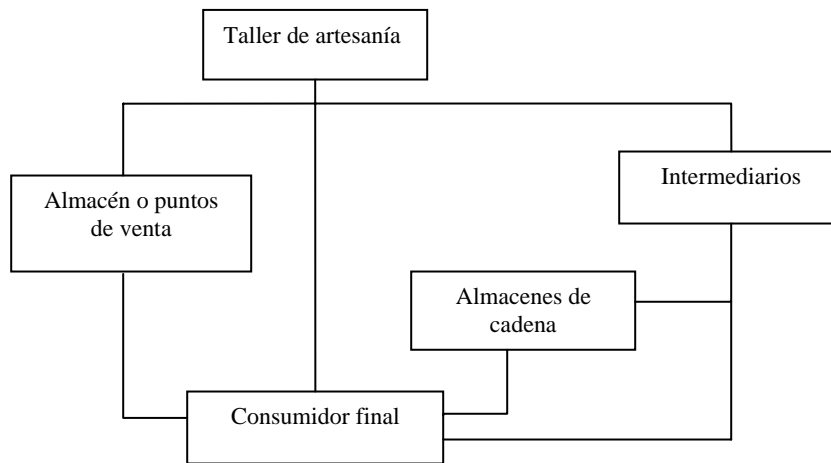 Taller de artesanía
Almacén o puntos
de venta
Intermediarios
Almacenes de
cadena
Consumidor final